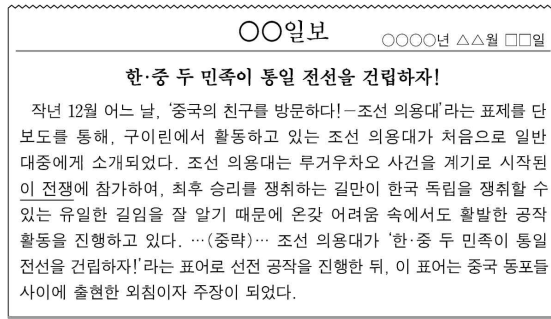 ○○일보
○○○○년 △△월 □□일
한·중 두 민족이 통일 전선을 건립하자!
작년 12월 어느 날, ‘중국의 친구를 방문하다!－조선 의용대’라는 표제를 단
보도를 통해, 구이린에서 활동하고 있는 조선 의용대가 처음으로 일반
대중에게 소개되었다. 조선 의용대는 루거우차오 사건을 계기로 시작된
이 전쟁에 참가하여, 최후 승리를 쟁취하는 길만이 한국 독립을 쟁취할 수
있는 유일한 길임을 잘 알기 때문에 온갖 어려움 속에서도 활발한 공작
활동을 진행하고 있다. …(중략)… 조선 의용대가 ‘한·중 두 민족이 통일
전선을 건립하자!’라는 표어로 선전 공작을 진행한 뒤, 이 표어는 중국 동포들
사이에 출현한 외침이자 주장이 되었다.